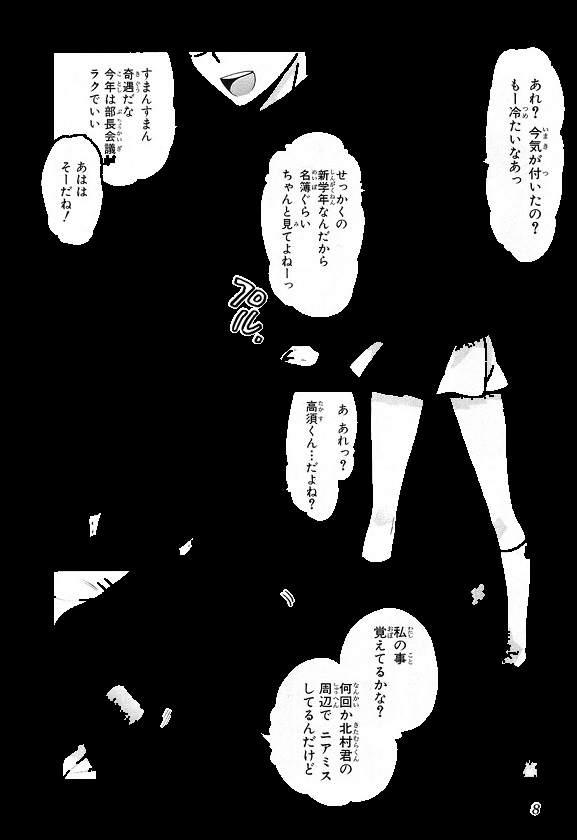 あれ?今気が付いたの?
もー冷たいなあっ
せっかくの
新学年なんだから
名簿ぐらい
ちゃんと見てよねーっ
すまんすまん
奇遇だな
今年は部長会議
ラクでいい
あはは
そーだね!
プル。
あ あれっ?
高須くん…だよね?
私の事
覚えてるかな?
何回か北村君の
周辺で ニアミス
してるんだけど
8